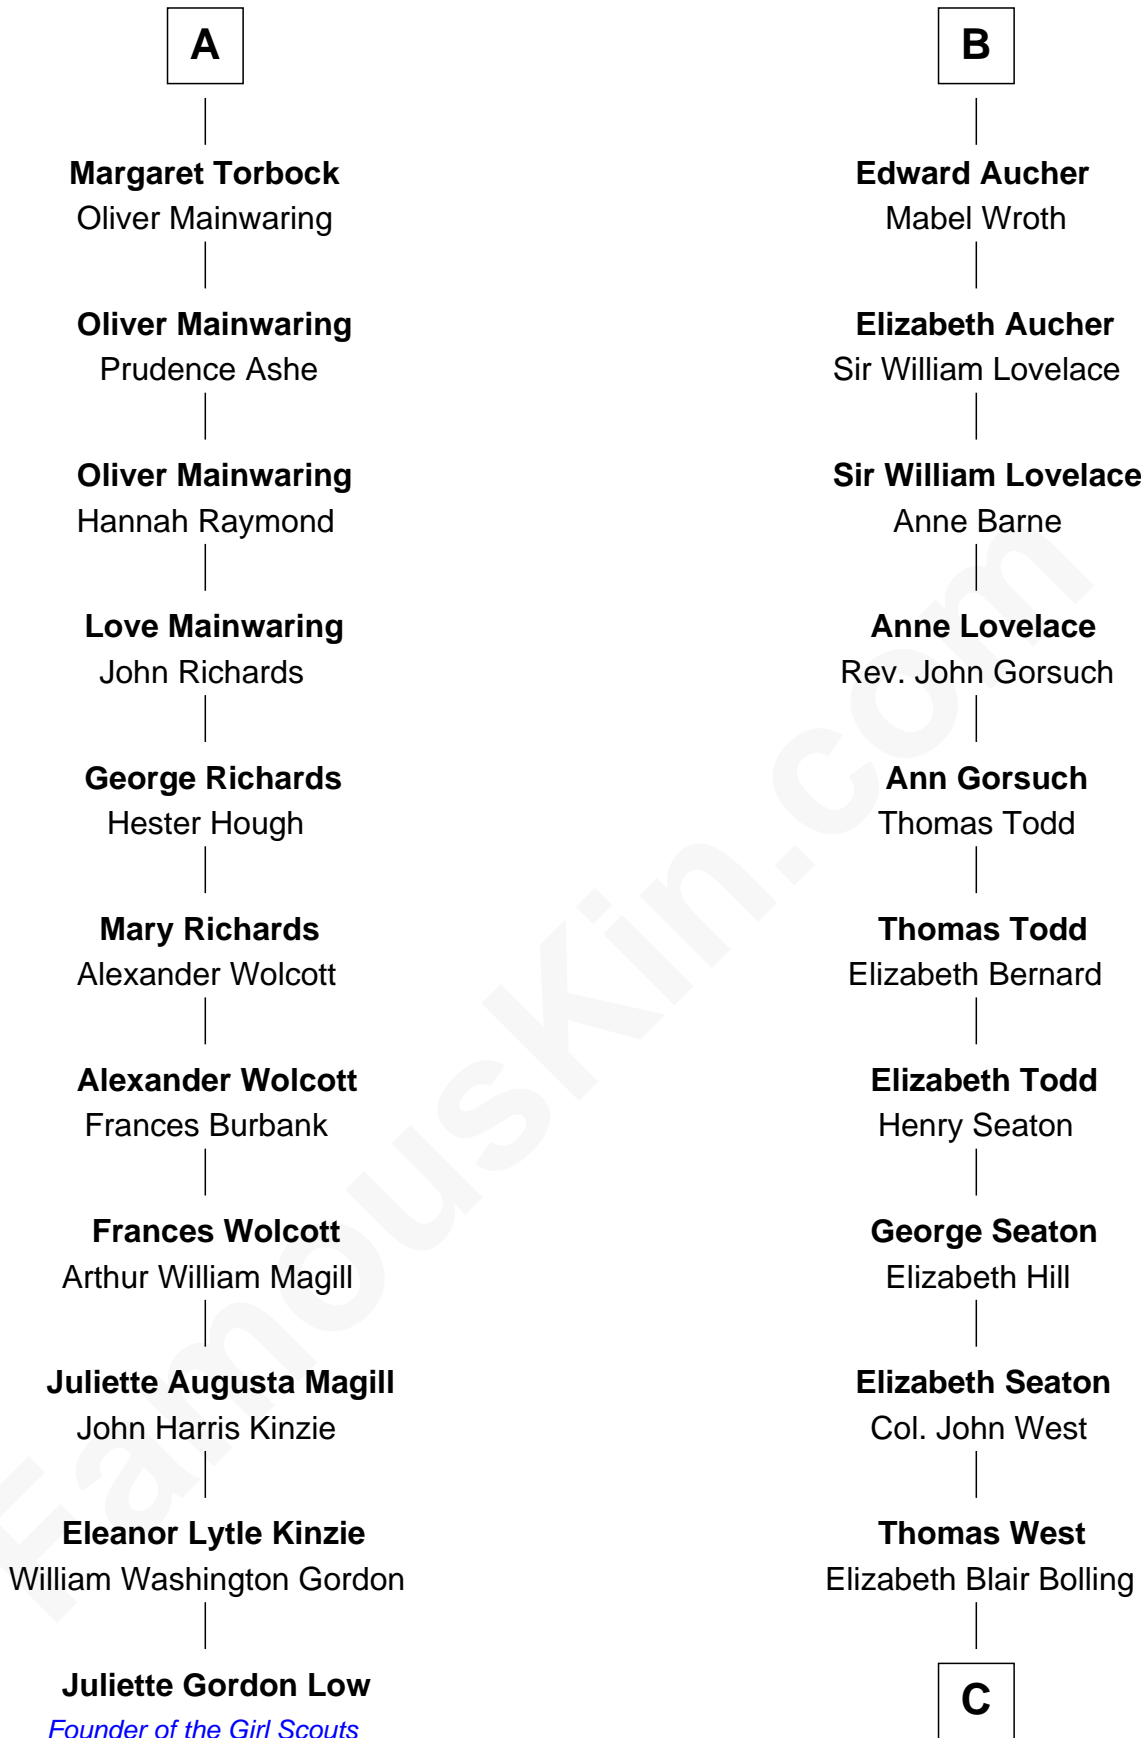 A
Margaret Torbock
Oliver Mainwaring
Oliver Mainwaring
Prudence Ashe
Oliver Mainwaring
Hannah Raymond
Love Mainwaring
John Richards
George Richards
Hester Hough
Mary Richards
Alexander Wolcott
Alexander Wolcott
Frances Burbank
Frances Wolcott
Arthur William Magill
Juliette Augusta Magill
John Harris Kinzie
Eleanor Lytle Kinzie
William Washington Gordon
Juliette Gordon Low
Founder of the Girl Scouts
B
Edward Aucher
Mabel Wroth
Elizabeth Aucher
Sir William Lovelace
Sir William Lovelace
Anne Barne
Anne Lovelace
Rev. John Gorsuch
Ann Gorsuch
Thomas Todd
Thomas Todd
Elizabeth Bernard
Elizabeth Todd
Henry Seaton
George Seaton
Elizabeth Hill
Elizabeth Seaton
Col. John West
Thomas West
Elizabeth Blair Bolling
C
FamousKin.com